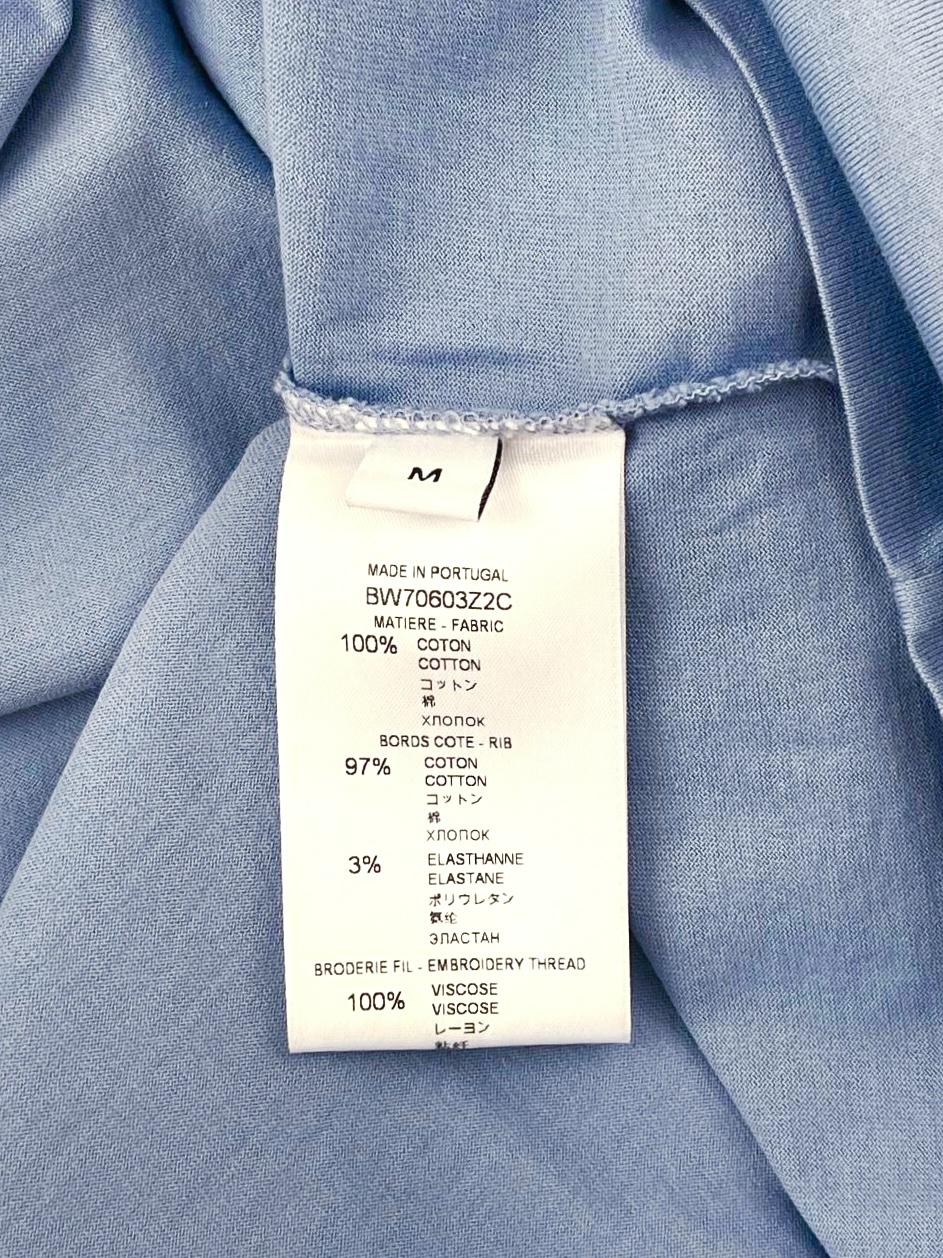 M
MADE IN PORTUGAL
BW70603Z2C
MATIERE - FABRIC
100% COTON
COTTON
コットン
棉
ХЛОПОК
BORDS COTE - RIB
97% COTON
COTTON
コットン
棉
ХЛОПОК
3% ELASTHANNE
ELASTANE
ポリウレタン
氨纶
ЭЛАСТАН
BRODERIE FIL - EMBROIDERY THREAD
100% VISCOSE
VISCOSE
レーヨン